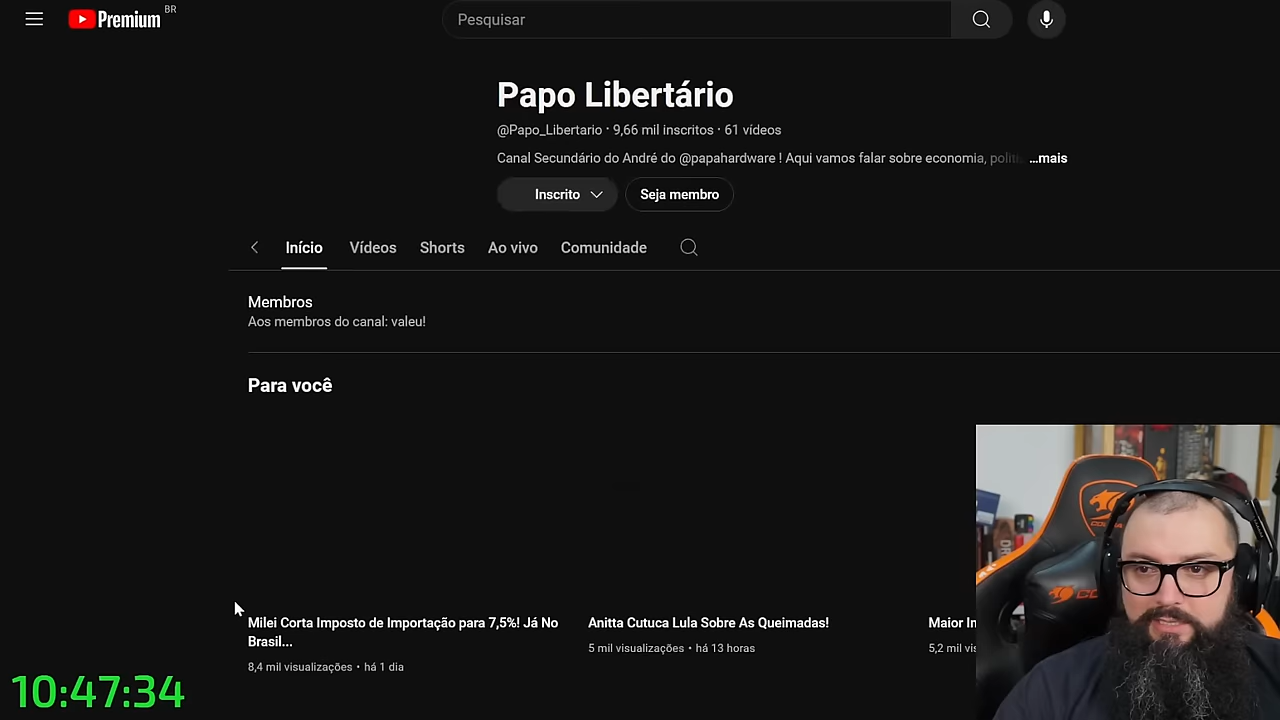 Premium BR
Pesquisar
Papo Libertário
@Papo_Libertario • 9,66 mil inscritos • 61 vídeos
Canal Secundário do André do @papahardware ! Aqui vamos falar sobre economia, ...mais
Inscrito
Seja membro
Início Vídeos Shorts Ao vivo Comunidade
Membros
Aos membros do canal: valeu!
Para você
Milei Corta Imposto de Importação para 7,5%! Já No
Brasil...
8,4 mil visualizações • há 1 dia
Anitta Cutuca Lula Sobre As Queimadas!
5 mil visualizações • há 13 horas
Maior
5,2 mil
10:47:34